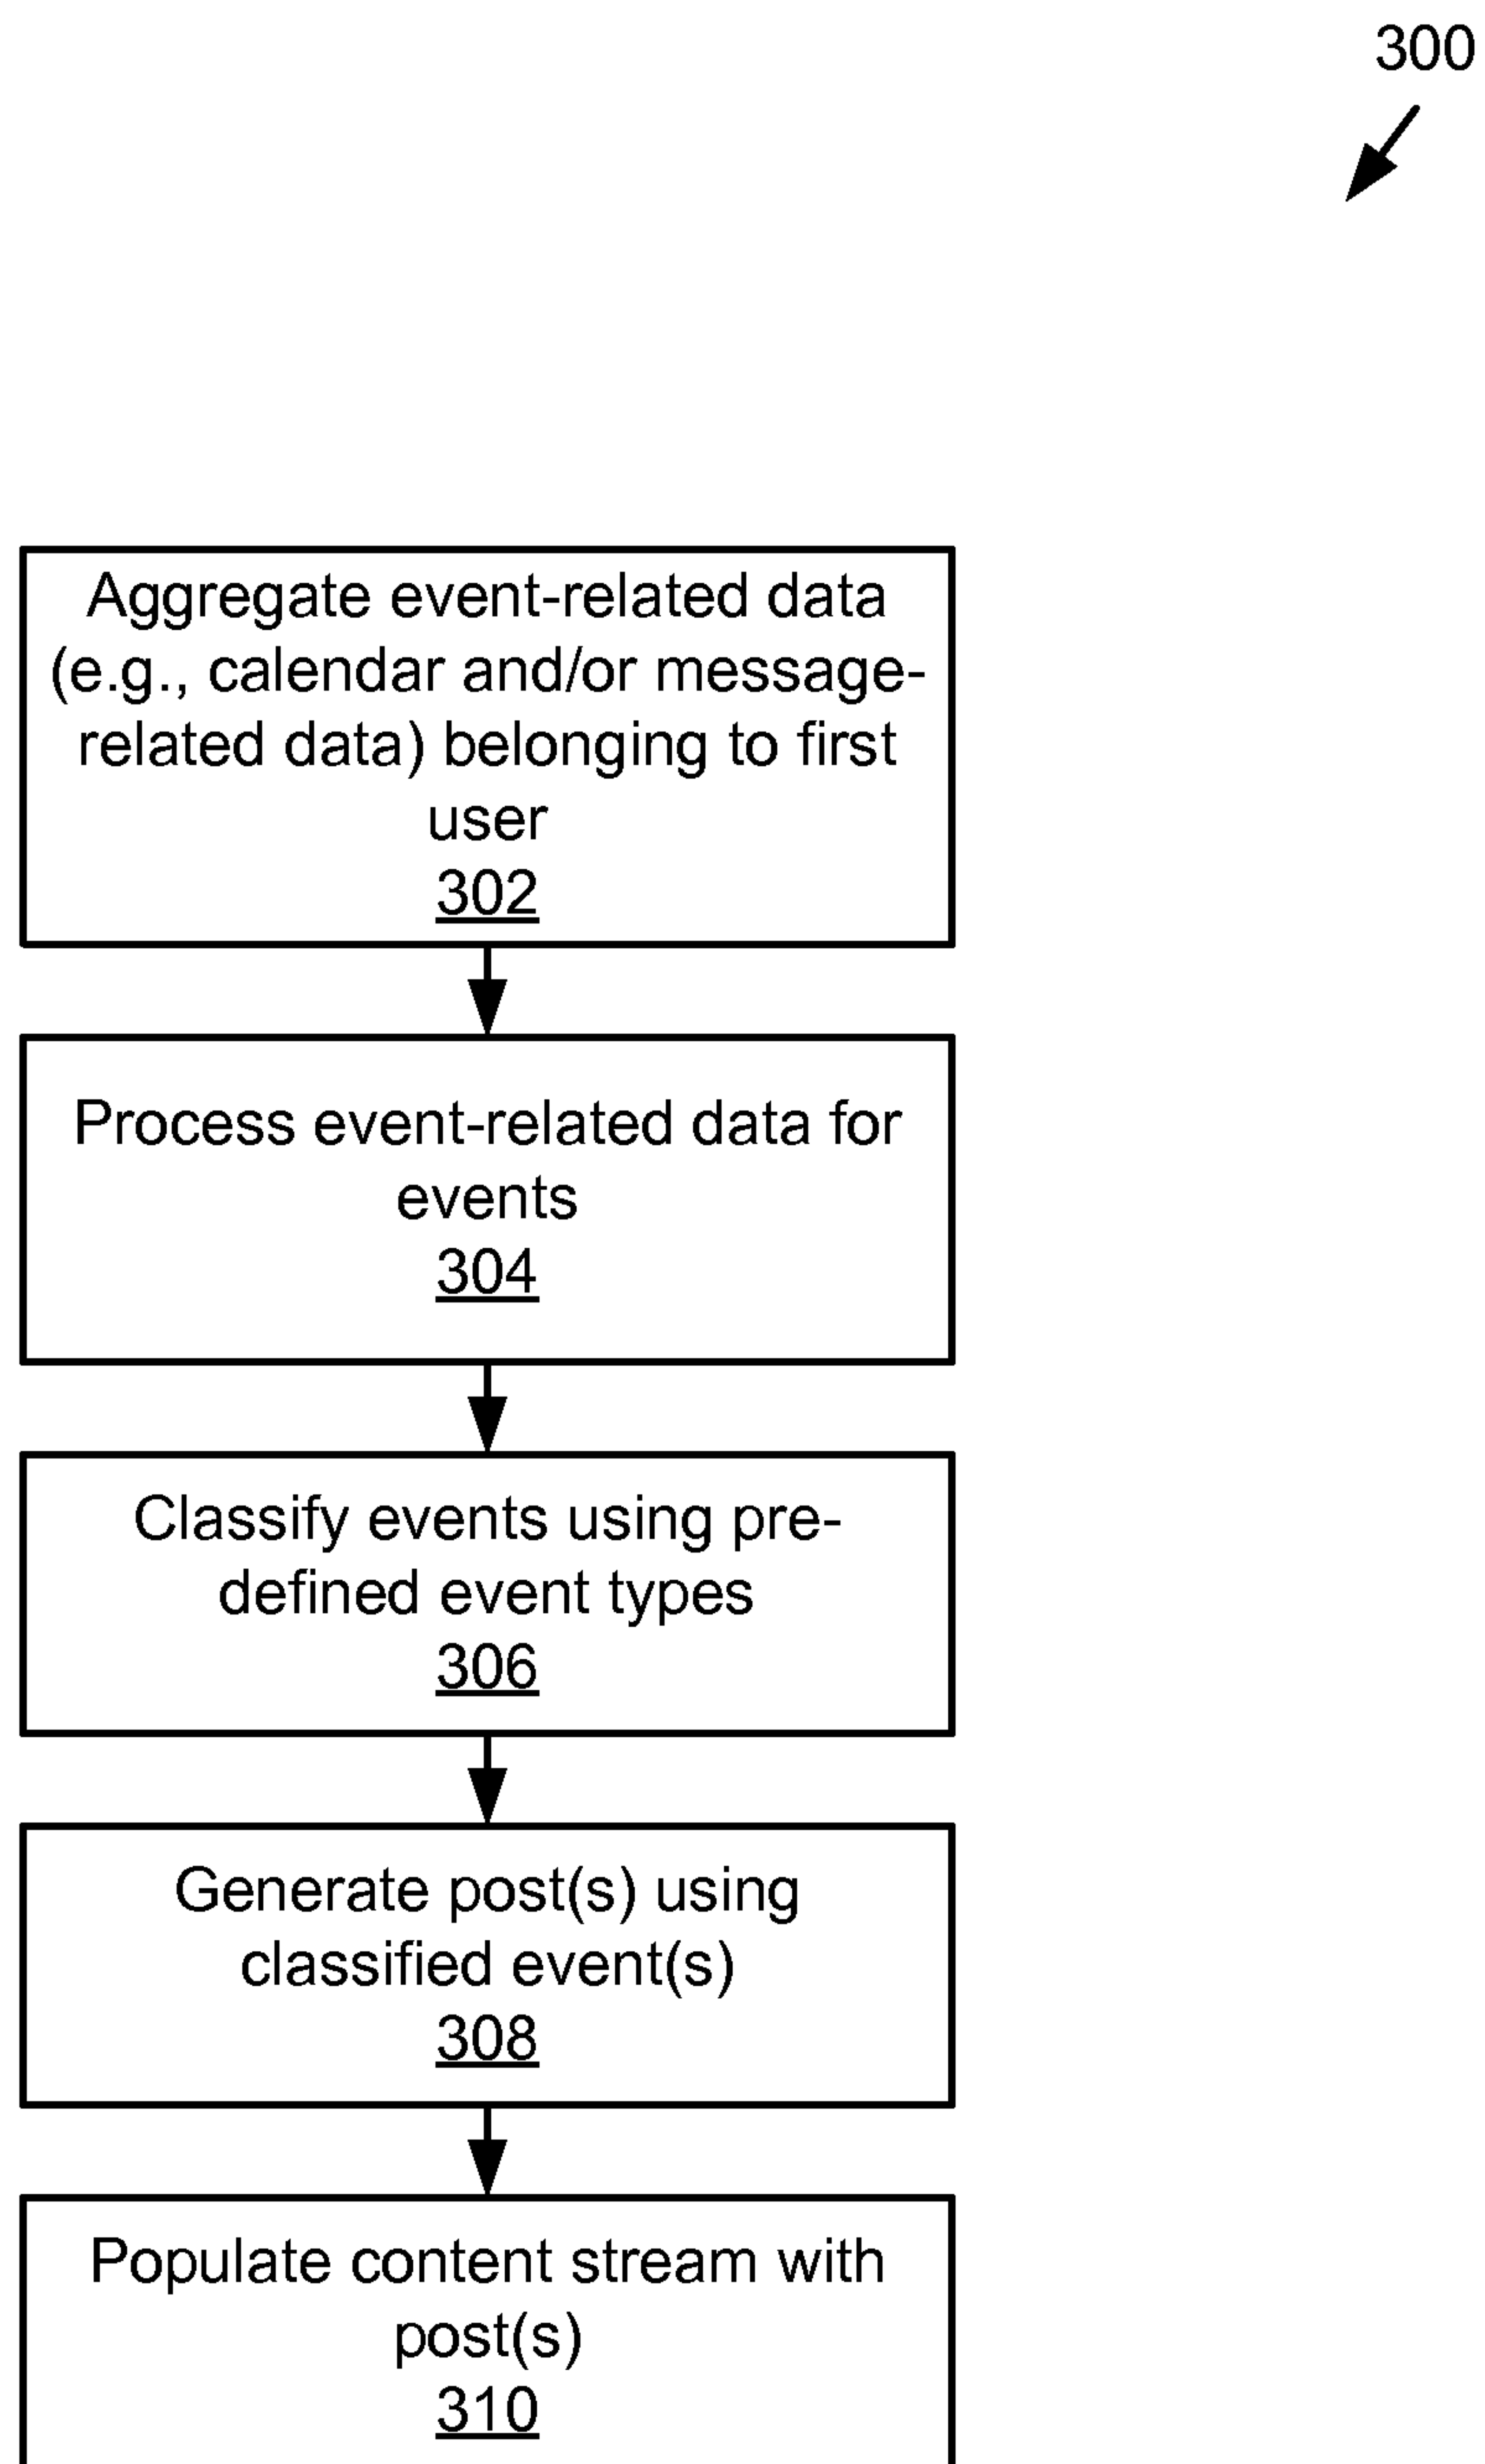 300
Aggregate event-related data
(e.g., calendar and/or message-
related data) belonging to first
user
302
Process event-related data for
events
304
Classify events using pre-
defined event types
306
Generate post(s) using
classified event(s)
308
Populate content stream with
post(s)
310